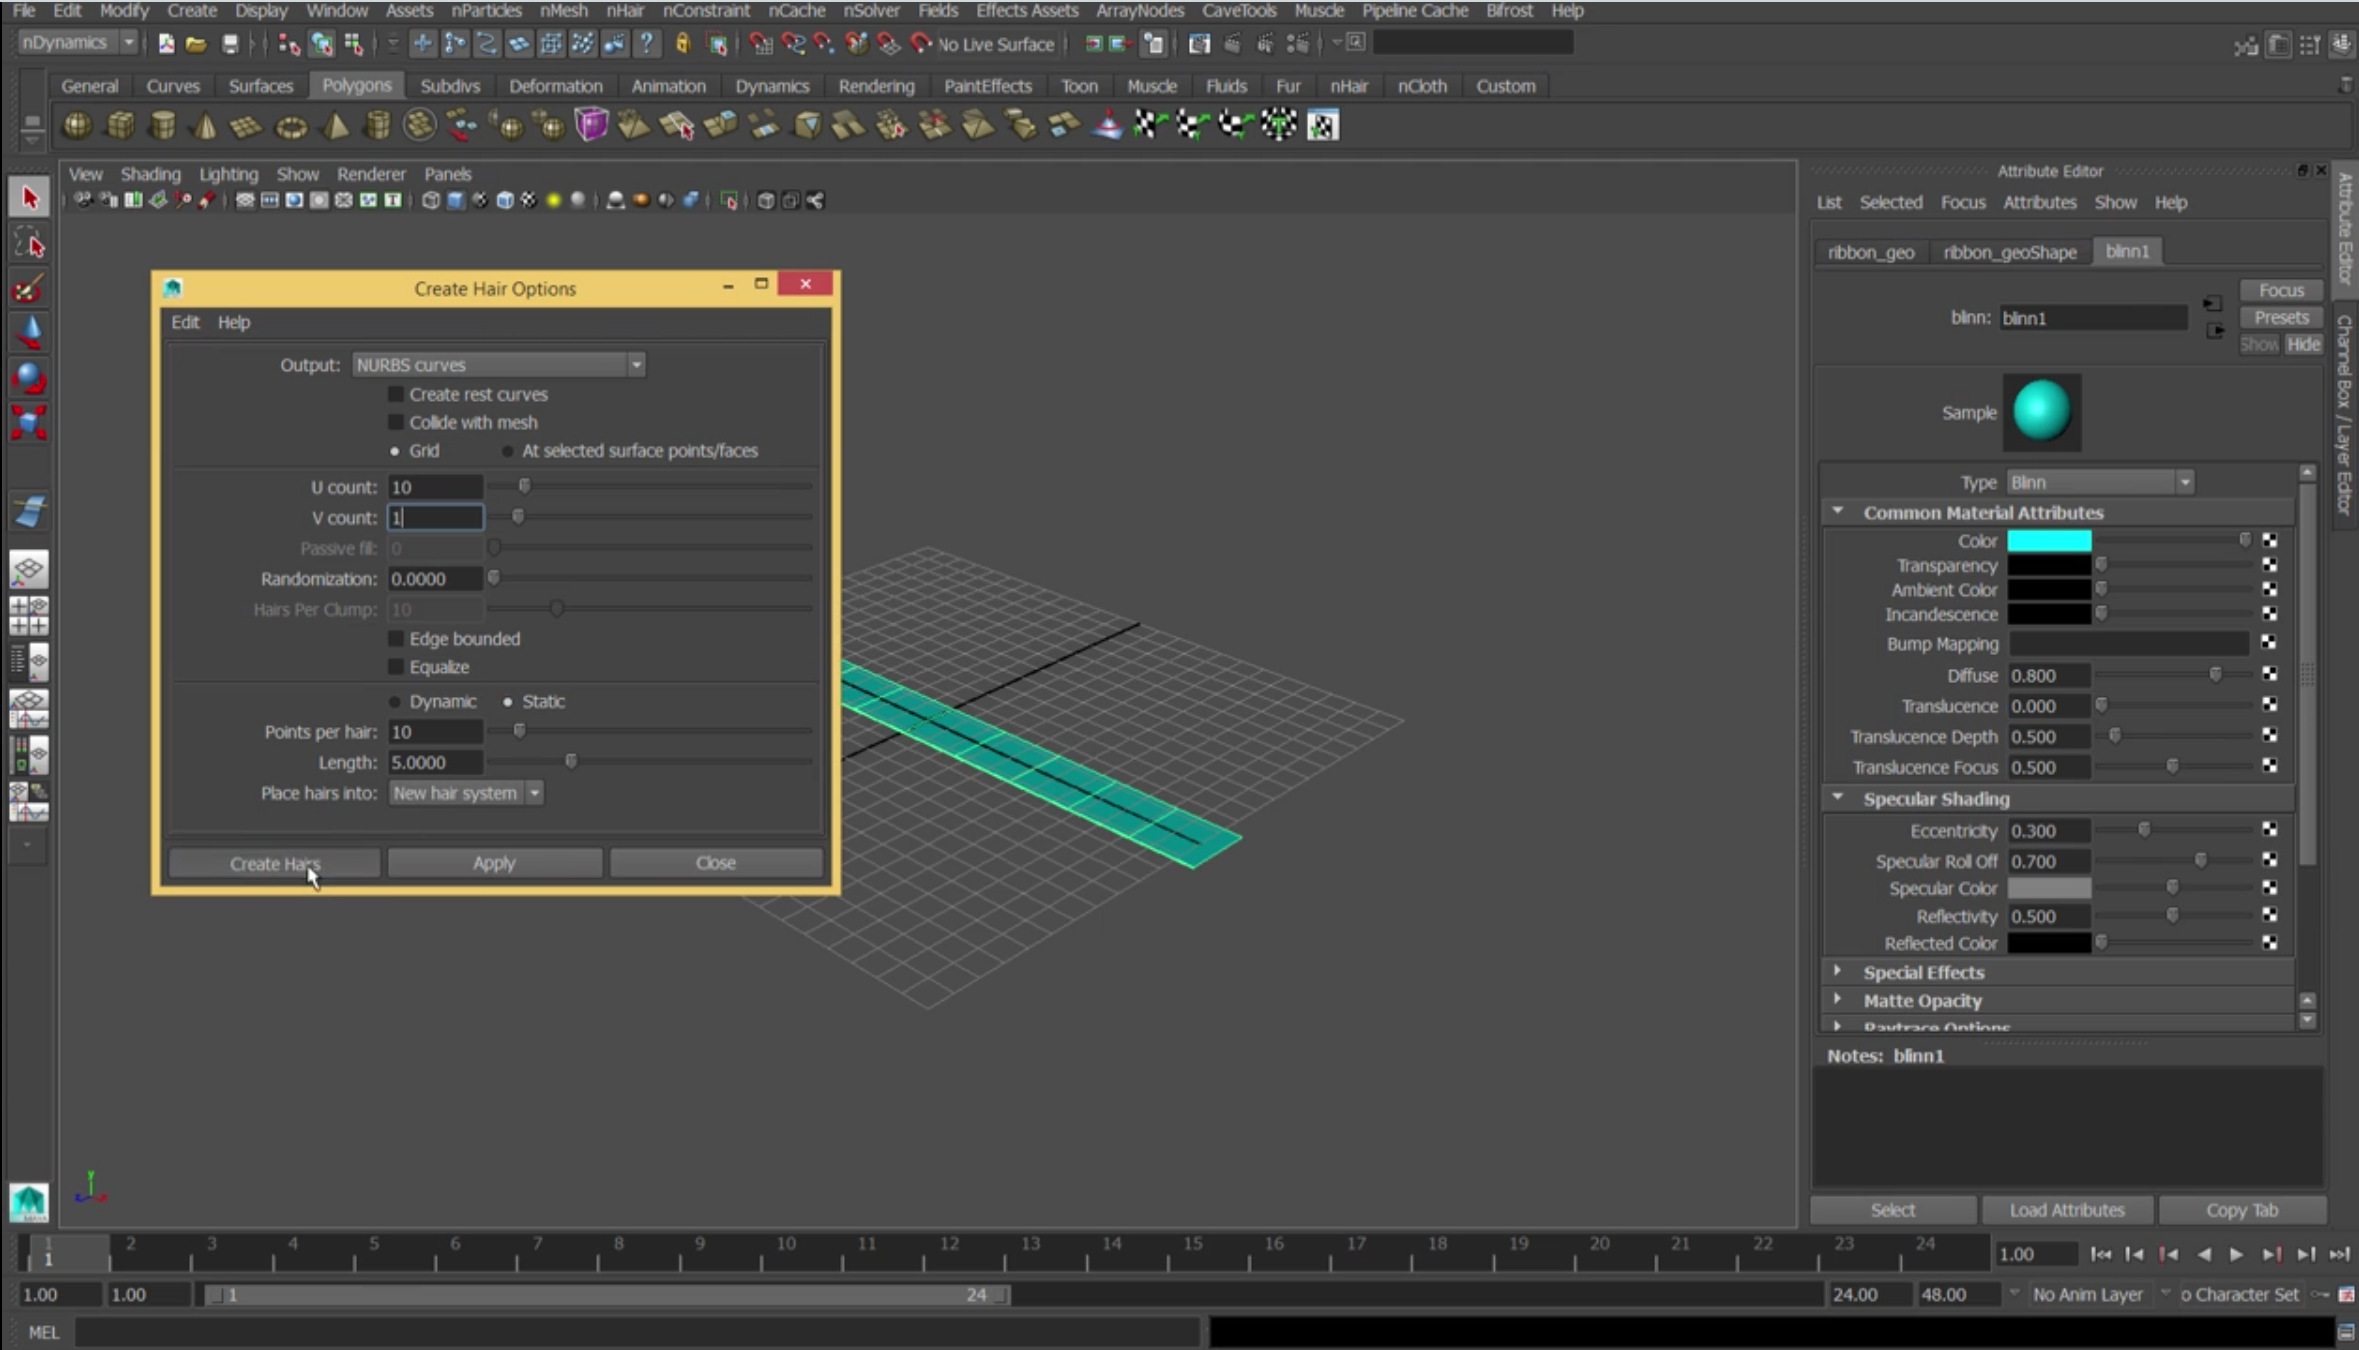 File Edit Modify Create Display Window Assets nParticles nMesh nHair nConstraint nCache nSolver Fields Effects Assets ArrayNodes CaveTools Muscle Pipeline Cache Bifrost Help
nDynamics
No Live Surface
General Curves Surfaces Polygons Subdivs Deformation Animation Dynamics Rendering PaintEffects Toon Muscle Fluids Fur nHair nCloth Custom
View Shading Lighting Show Renderer Panels
Create Hair Options
Edit Help
Output: NURBS curves
Create rest curves
Collide with mesh
Grid At selected surface points/faces
U count: 10
V count: 1
Passive fill: 0
Randomization: 0.0000
Hairs Per Clump: 10
Edge bounded
Equalize
Dynamic Static
Points per hair: 10
Length: 5.0000
Place hairs into: New hair system
Create Hairs Apply Close
Attribute Editor
List Selected Focus Attributes Show Help
ribbon_geo ribbon_geoShape blinn1
Focus
blinn: blinn1
Presets
Show Hide
Sample
Type Blinn
Common Material Attributes
Color
Transparency
Ambient Color
Incandescence
Bump Mapping
Diffuse 0.800
Translucence 0.000
Translucence Depth 0.500
Translucence Focus 0.500
Specular Shading
Eccentricity 0.300
Specular Roll Off 0.700
Specular Color
Reflectivity 0.500
Reflected Color
Special Effects
Matte Opacity
Raytrace Options
Notes: blinn1
Select Load Attributes Copy Tab
Attribute Editor
Channel Box / Layer Editor
y
1 2 3 4 5 6 7 8 9 10 11 12 13 14 15 16 17 18 19 20 21 22 23 24
1
1.00
1.00 1.00 1 24 24.00 48.00 No Anim Layer o Character Set
MEL